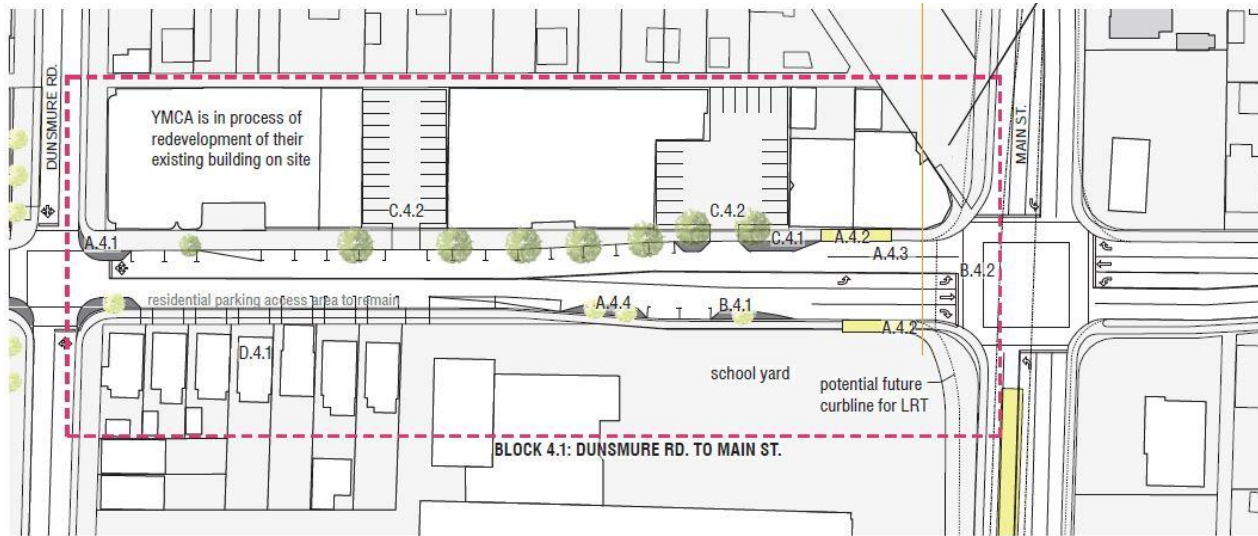 DUNSMURE RD.
YMCA is in process of
redevelopment of their
existing building on site
MAIN ST.
C.4.2
C.4.2
A.4.1
C.4.1
A.4.2
A.4.3
B.4.2
residential parking access area to remain
A.4.4
B.4.1
A.4.2
D.4.1
school yard
potential future
curbline for LRT
BLOCK 4.1: DUNSMURE RD. TO MAIN ST.